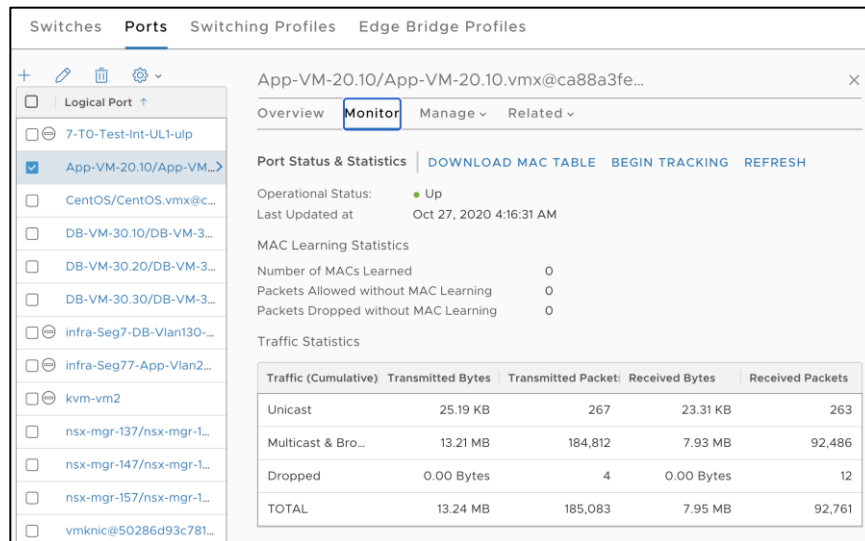 Switches Ports Switching Profiles Edge Bridge Profiles
App-VM-20.10/App-VM-20.10.vmx@ca88a3fe...
Logical Port
Overview Monitor Manage Related
7-T0-Test-Int-UL1-ulp
App-VM-20.10/App-VM...
CentOS/CentOS.vmx@c...
DB-VM-30.10/DB-VM-3...
DB-VM-30.20/DB-VM-3...
DB-VM-30.30/DB-VM-3...
infra-Seg7-DB-Vlan130-...
infra-Seg77-App-Vlan2...
kvm-vm2
nsx-mgr-137/nsx-mgr-1...
nsx-mgr-147/nsx-mgr-1...
nsx-mgr-157/nsx-mgr-1...
vmknic@50286d93c781...
Port Status & Statistics DOWNLOAD MAC TABLE BEGIN TRACKING REFRESH
Operational Status: Up
Last Updated at Oct 27, 2020 4:16:31 AM
MAC Learning Statistics
Number of MACs Learned 0
Packets Allowed without MAC Learning 0
Packets Dropped without MAC Learning 0
Traffic Statistics
Traffic (Cumulative) Transmitted Bytes Transmitted Packet Received Bytes Received Packets
Unicast 25.19 KB 267 23.31 KB 263
Multicast & Bro... 13.21 MB 184,812 7.93 MB 92,486
Dropped 0.00 Bytes 4 0.00 Bytes 12
TOTAL 13.24 MB 185,083 7.95 MB 92,761